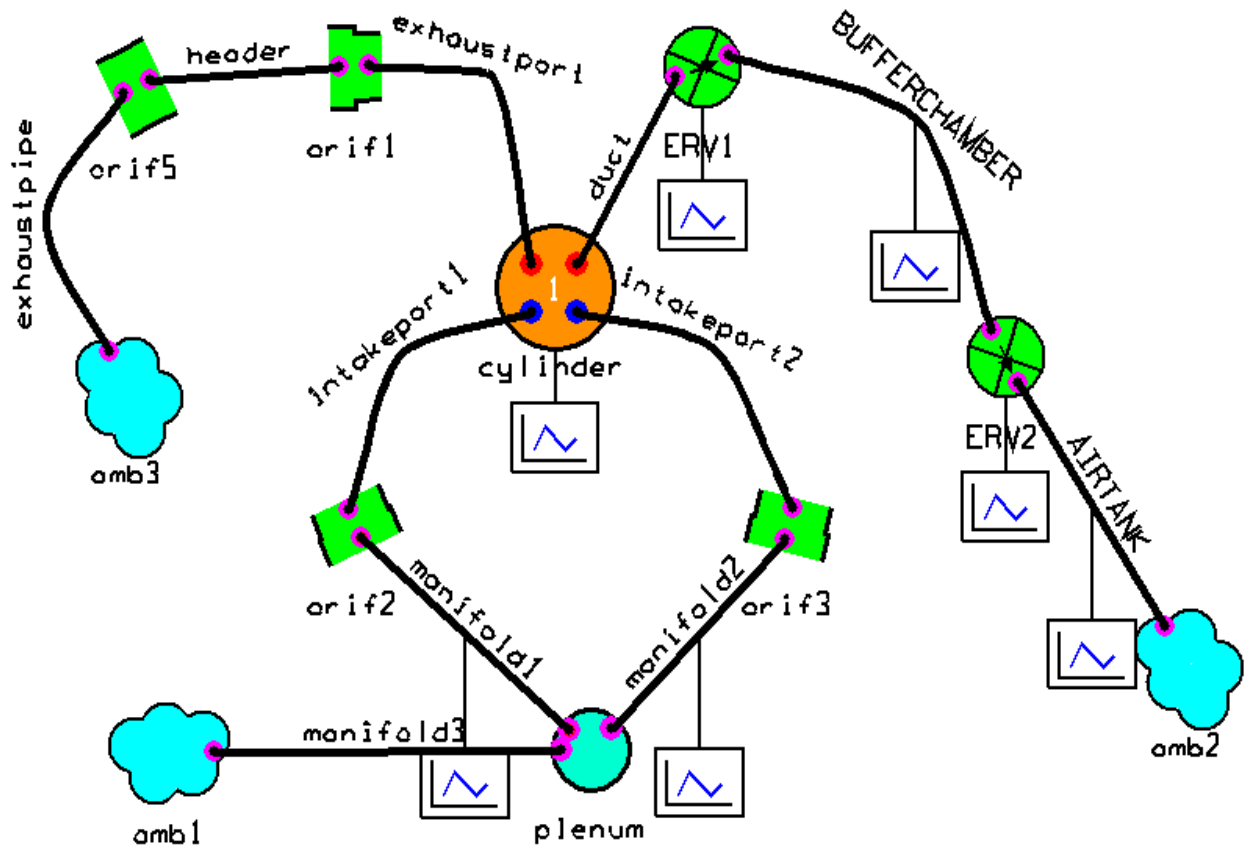 exhaustport
header
orif1
orif5
exhaustpipe
duct
ERV1
BUFFERCHAMBER
1
intakeport1
intakeport2
cylinder
amb3
ERV2
AIRTANK
orif2
orif3
manifold1
manifold2
manifold3
plenum
amb1
amb2